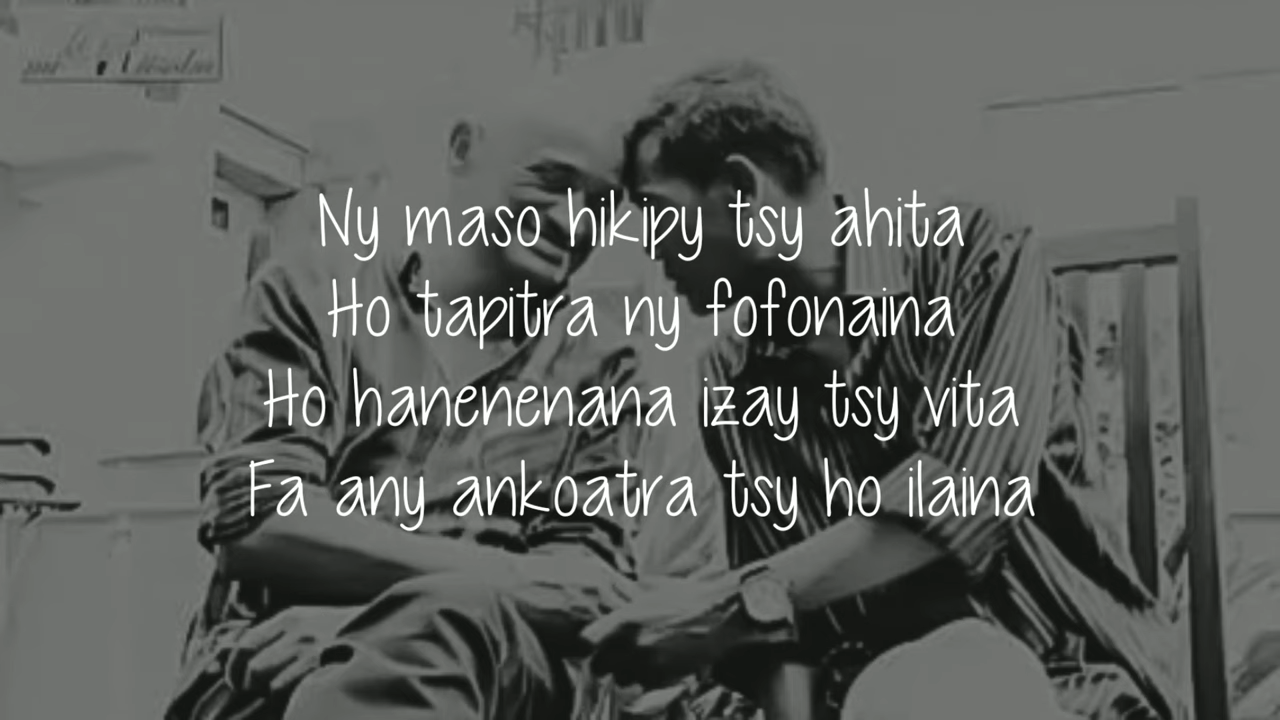 Ny maso hikipy tsy ahita
Ho tapitra ny fofonaina
Ho hanenenana izay tsy vita
Fa any ankoatra tsy ho ilaina